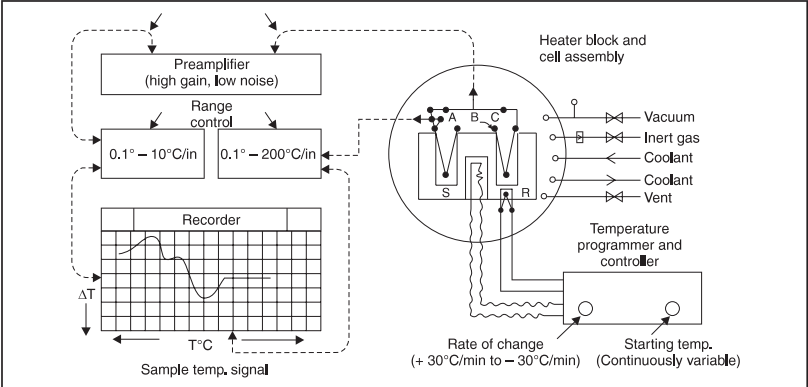 Preamplifier
(high gain, low noise)
Range
control
0.1° – 10°C/in
0.1° – 200°C/in
Recorder
ΔT
T°C
Sample temp. signal
Heater block and
cell assembly
A
B
C
S
R
Vacuum
Inert gas
Coolant
Coolant
Vent
Temperature
programmer and
controller
Rate of change
(+ 30°C/min to – 30°C/min)
Starting temp.
(Continuously variable)